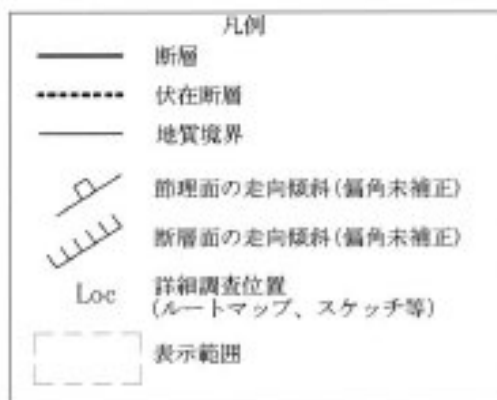 凡例
断層
伏在断層
地質境界
節理面の走向傾斜(偏角未補正)
断層面の走向傾斜(偏角未補正)
Loc 詳細調査位置
(ルートマップ、スケッチ等)
表示範囲